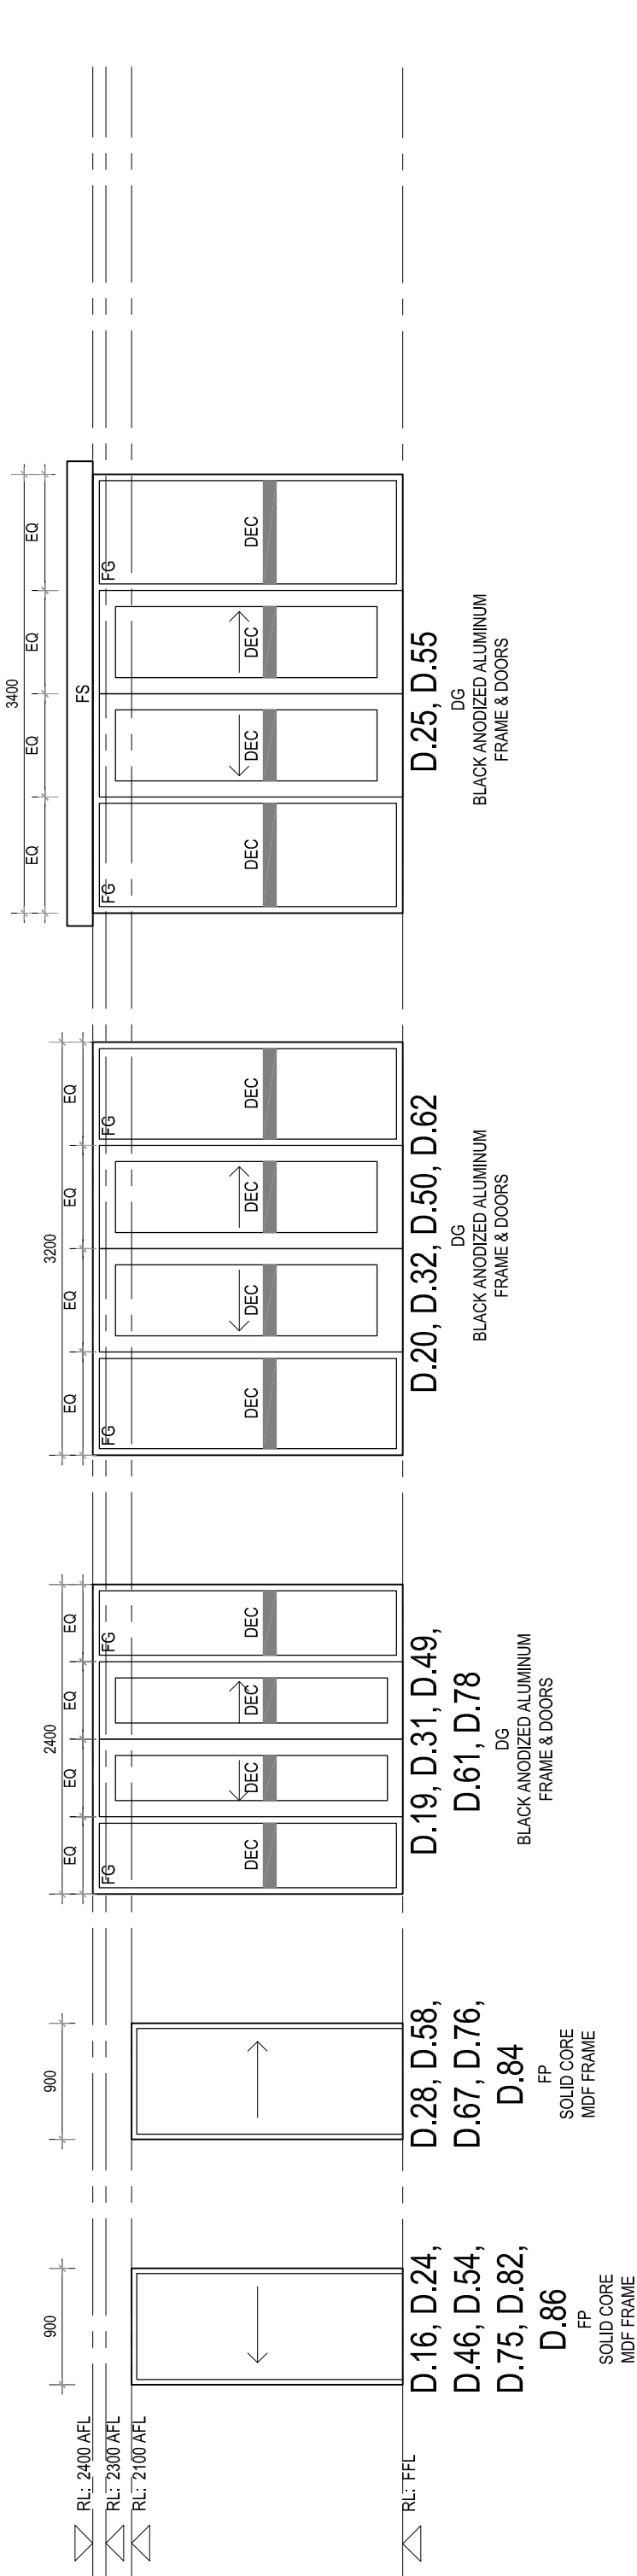 RL: 2400 AFL
RL: 2300 AFL
RL: 2100 AFL
RL: FFL
900
D.16, D.24,
D.46, D.54,
D.75, D.82,
D.86
FP
SOLID CORE
MDF FRAME
900
D.28, D.58,
D.67, D.76,
D.84
FP
SOLID CORE
MDF FRAME
2400
EQ
EQ
EQ
EQ
FG
FG
DEC
DEC
DEC
DEC
D.19, D.31, D.49,
D.61, D.78
DG
BLACK ANODIZED ALUMINUM
FRAME & DOORS
3200
EQ
EQ
EQ
EQ
FG
FG
DEC
DEC
DEC
DEC
D.20, D.32, D.50, D.62
DG
BLACK ANODIZED ALUMINUM
FRAME & DOORS
3400
EQ
EQ
EQ
EQ
FS
FG
FG
DEC
DEC
DEC
DEC
D.25, D.55
DG
BLACK ANODIZED ALUMINUM
FRAME & DOORS